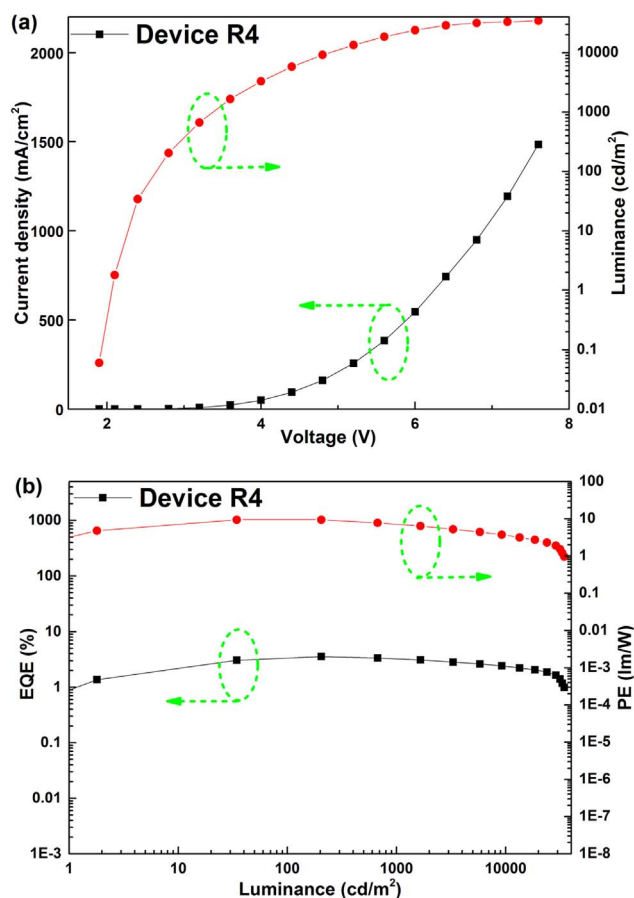 (a)
Device R4
Current density (mA/cm²)
2000
1500
1000
500
0
Luminance (cd/m²)
10000
1000
100
10
1
0.1
0.01
2
4
6
8
Voltage (V)
(b)
Device R4
EQE (%)
1000
100
10
1
0.1
0.01
1E-3
PE (lm/W)
100
10
1
0.1
0.01
1E-3
1E-4
1E-5
1E-6
1E-7
1E-8
1
10
100
1000
10000
Luminance (cd/m²)